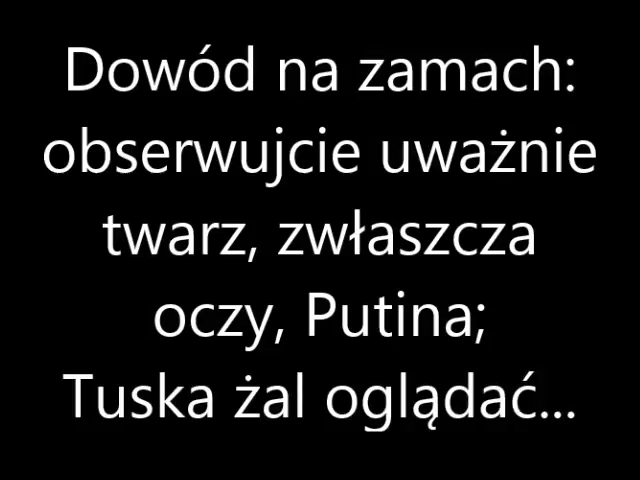 Dowód na zamach:
obserwujcie uważnie
twarz, zwłaszcza
oczy, Putina;
Tuska żal oglądać...